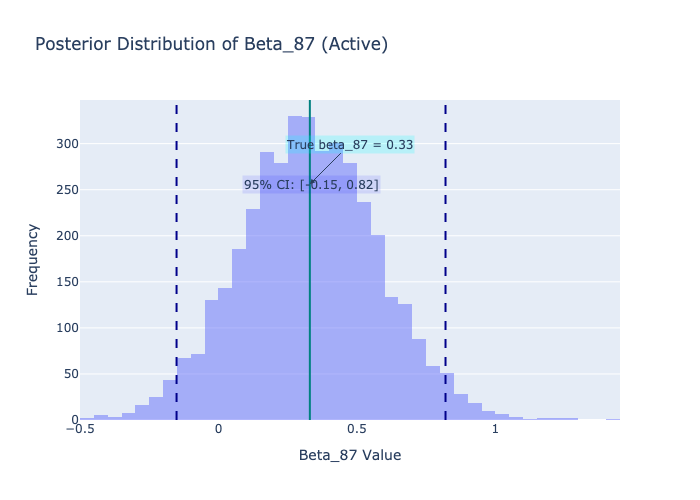 Posterior Distribution of Beta_87 (Active)
True beta_87 = 0.33
95% CI: [-0.15, 0.82]
300
250
200
150
100
50
0
−0.5
0
0.5
1
Frequency
Beta_87 Value